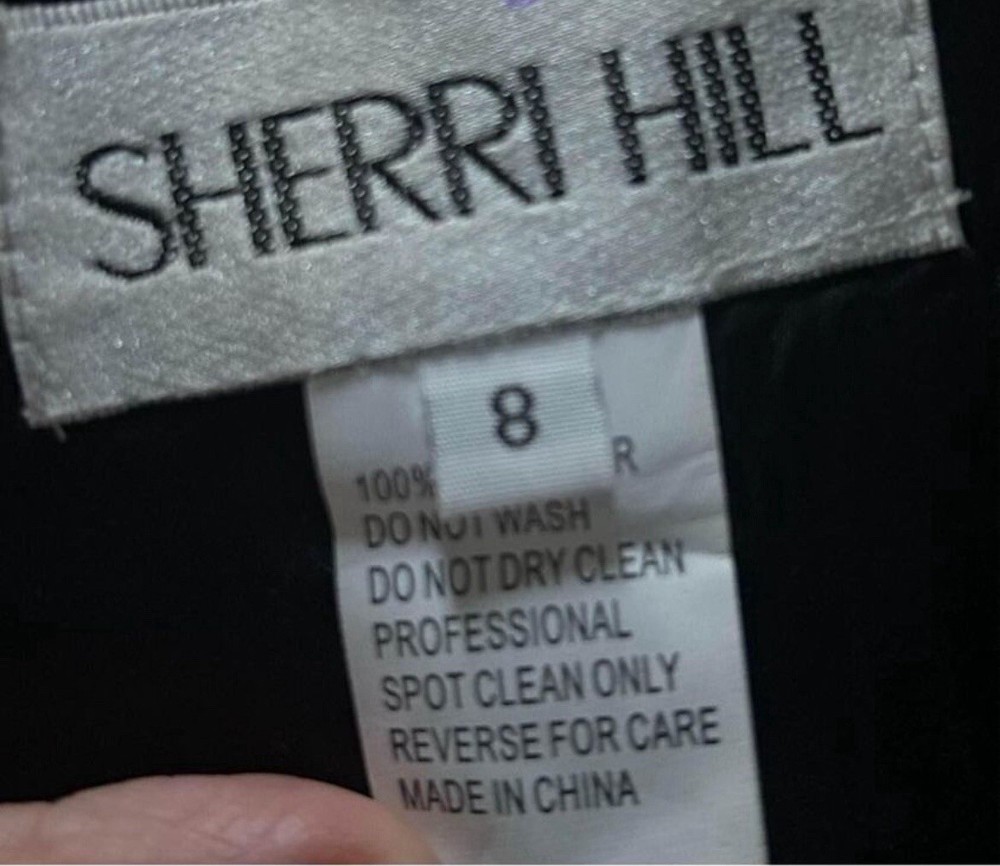 SHERRI HILL
8
100% R
DO NOT WASH
DO NOT DRY CLEAN
PROFESSIONAL
SPOT CLEAN ONLY
REVERSE FOR CARE
MADE IN CHINA